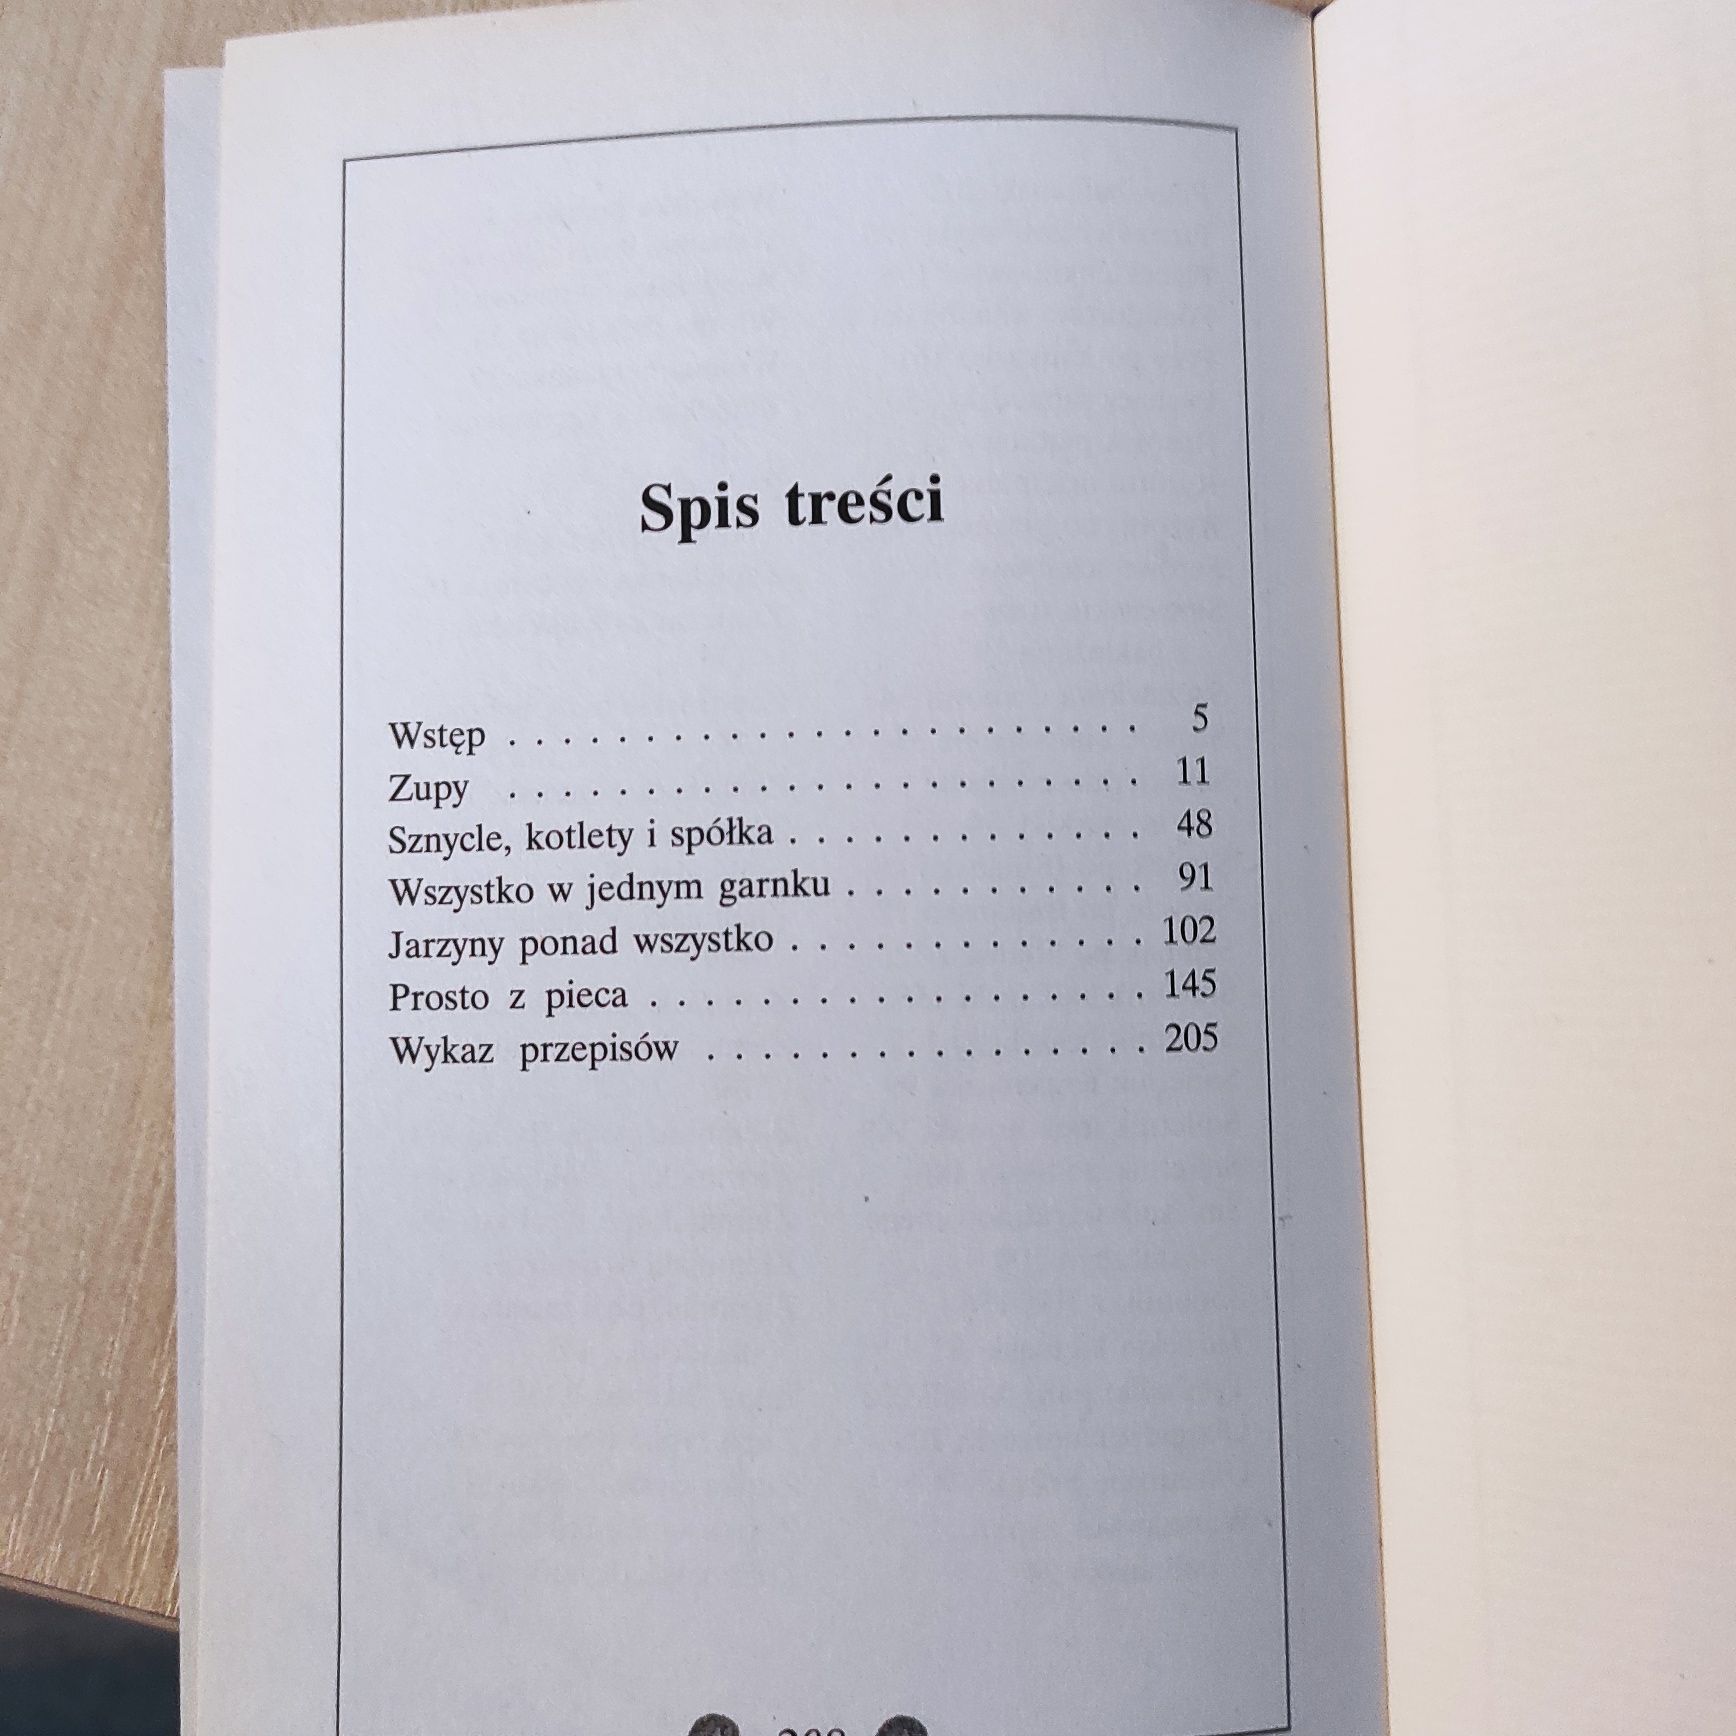 Spis treści
Wstęp . . . . . . . . . . . . . . . . . . . . . . . 5
Zupy . . . . . . . . . . . . . . . . . . . . . . . 11
Sznycle, kotlety i spółka . . . . . . . . . . . . . 48
Wszystko w jednym garnku . . . . . . . . . . . 91
Jarzyny ponad wszystko . . . . . . . . . . . . . 102
Prosto z pieca . . . . . . . . . . . . . . . . . . 145
Wykaz przepisów . . . . . . . . . . . . . . . . 205